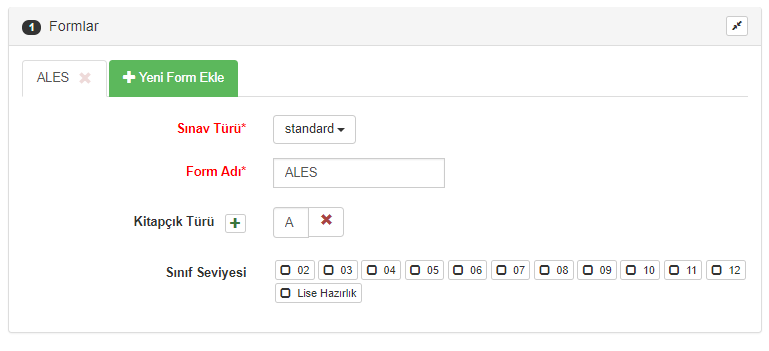 1 Formlar
ALES Yeni Form Ekle
Sınav Türü* standard
Form Adı* ALES
Kitapçık Türü A
Sınıf Seviyesi 02 03 04 05 06 07 08 09 10 11 12
Lise Hazırlık